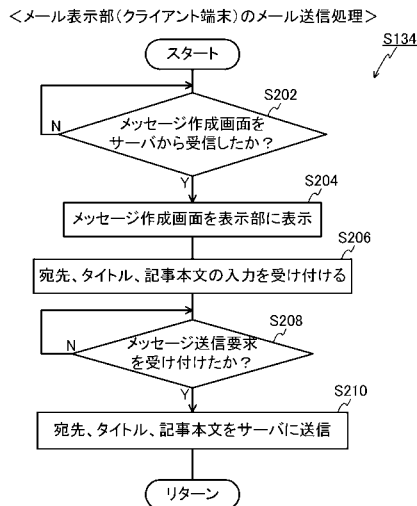 ＜メール表示部(クライアント端末)のメール送信処理＞
S134
スタート
S202
メッセージ作成画面を
サーバから受信したか？
N
Y
S204
メッセージ作成画面を表示部に表示
S206
宛先、タイトル、記事本文の入力を受け付ける
S208
メッセージ送信要求
を受け付けたか？
N
Y
S210
宛先、タイトル、記事本文をサーバに送信
リターン